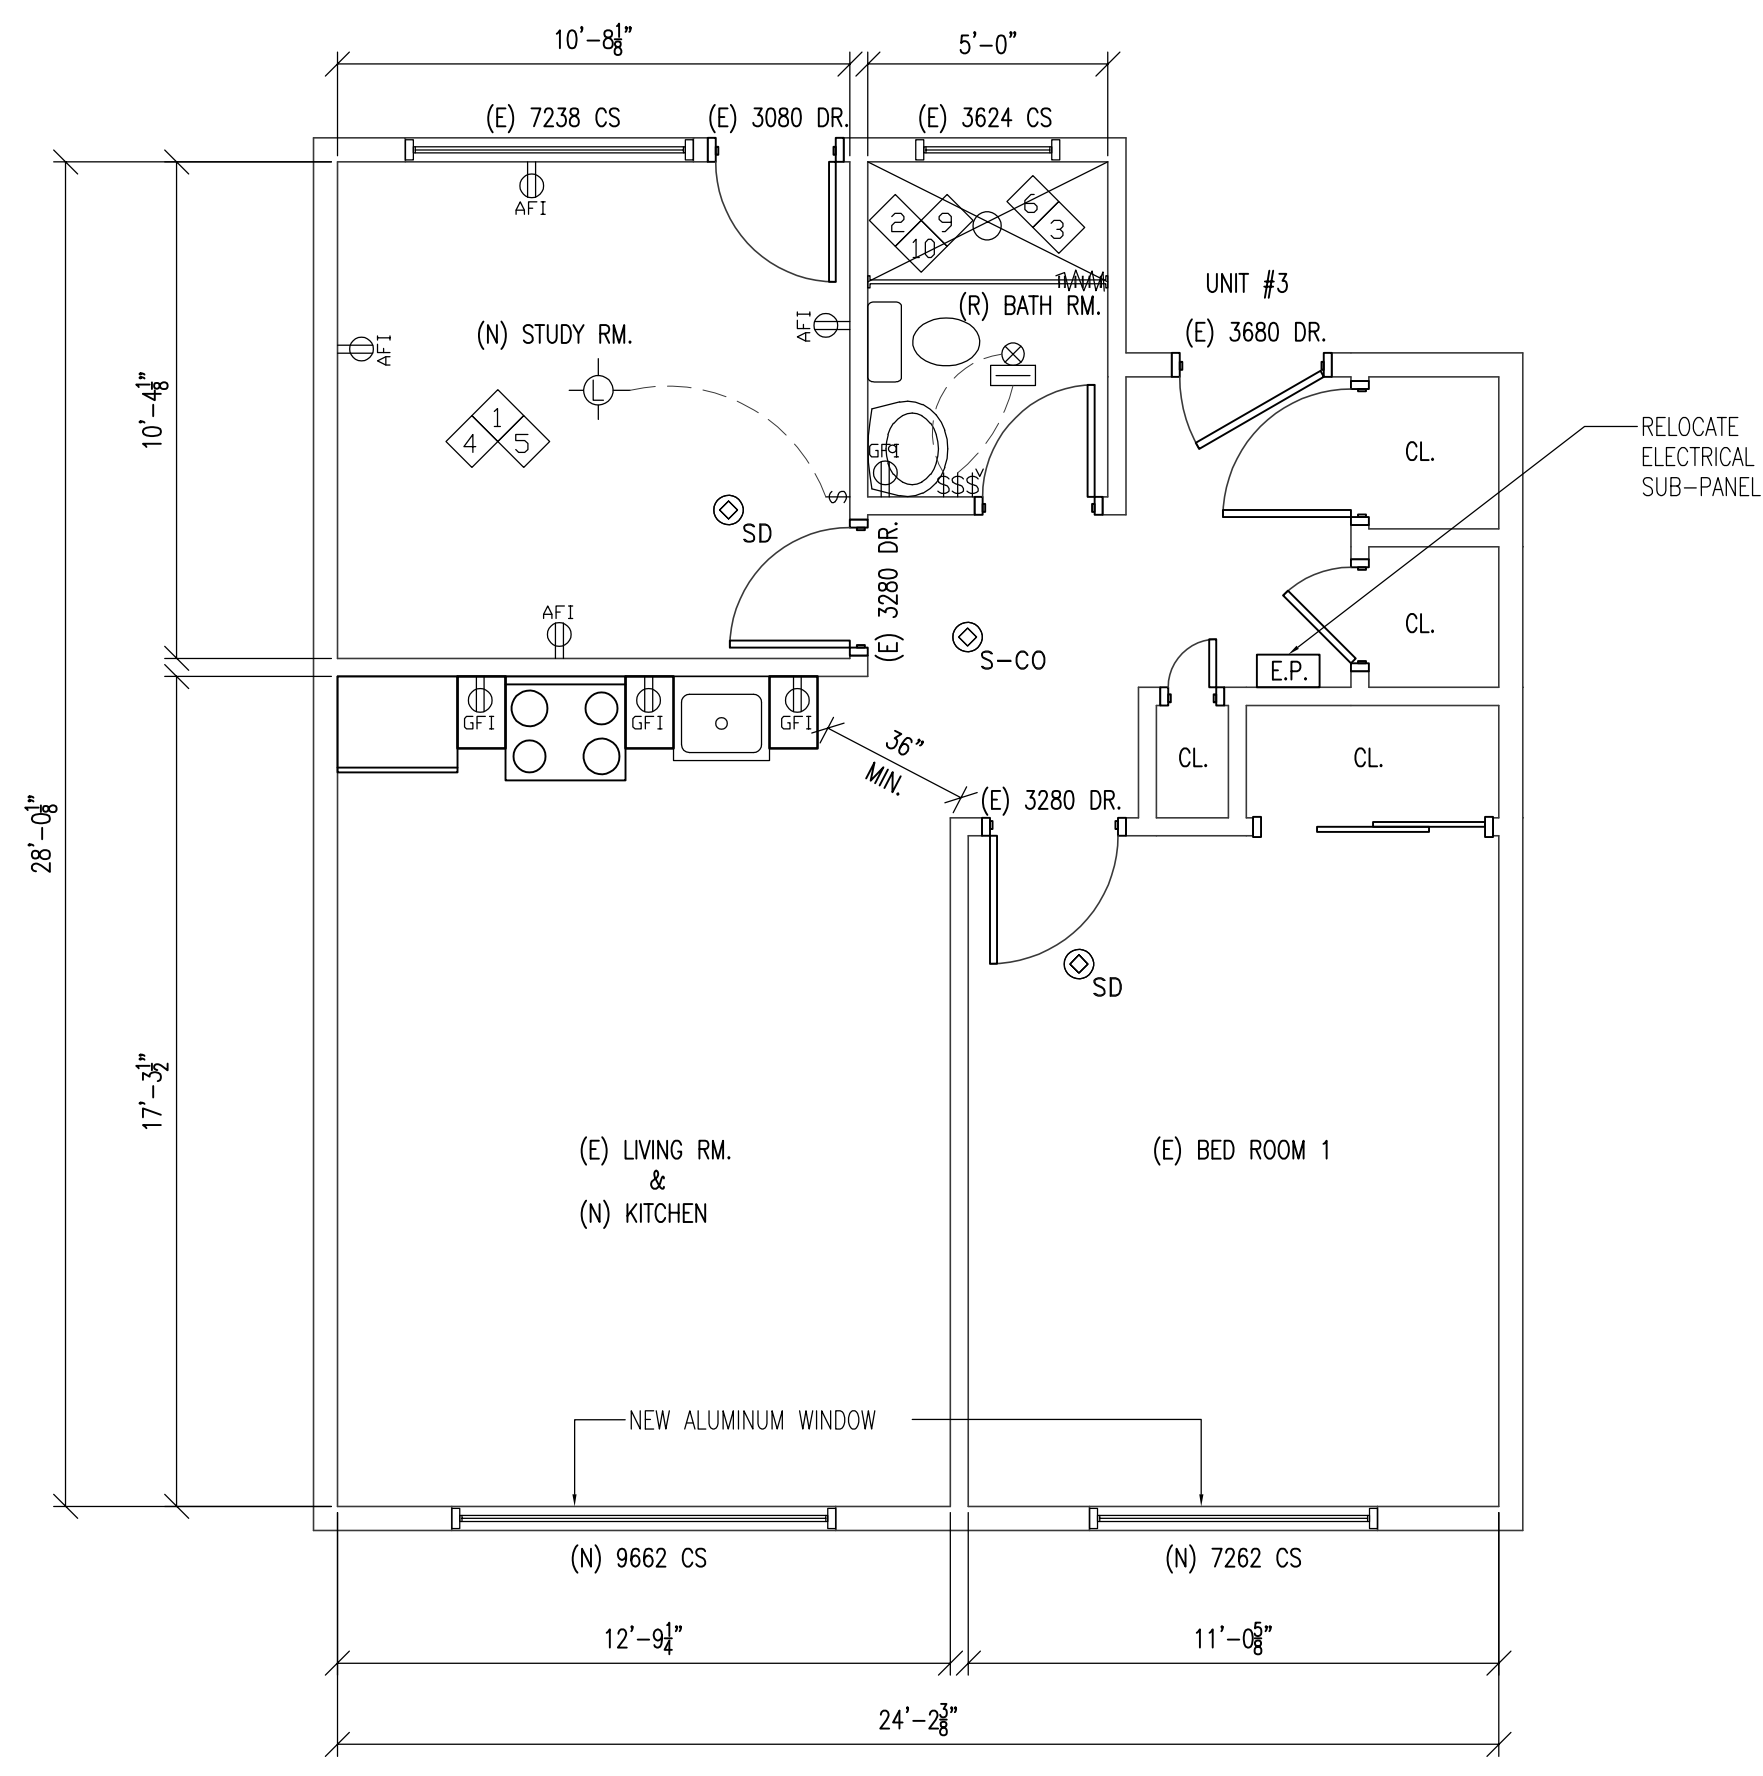 10'-8 1/8"
5'-0"
(E) 7238 CS
(E) 3080 DR.
(E) 3624 CS
AFI
2
9
10
6
3
UNIT #3
(E) 3680 DR.
(R) BATH RM.
(N) STUDY RM.
AFI
AFI
L
1
4
5
GFI
$
$$$
RELOCATE
ELECTRICAL
SUB-PANEL
CL.
SD
(E) 3280 DR.
10'-4 1/8"
AFI
CL.
S-CO
E.P.
GFI
GFI
GFI
36"
MIN.
CL.
CL.
(E) 3280 DR.
28'-0 1/8"
SD
17'-3 1/2"
(E) LIVING RM.
&
(N) KITCHEN
(E) BED ROOM 1
NEW ALUMINUM WINDOW
(N) 9662 CS
(N) 7262 CS
12'-9 1/4"
11'-0 5/8"
24'-2 3/8"